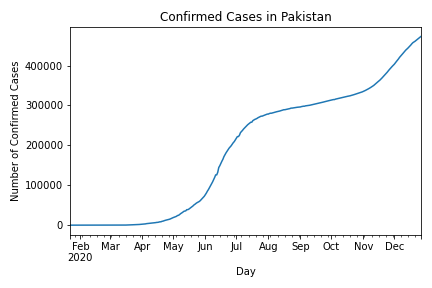 Confirmed Cases in Pakistan
Number of Confirmed Cases
400000
300000
200000
100000
0
Feb Mar Apr May Jun Jul Aug Sep Oct Nov Dec
2020
Day